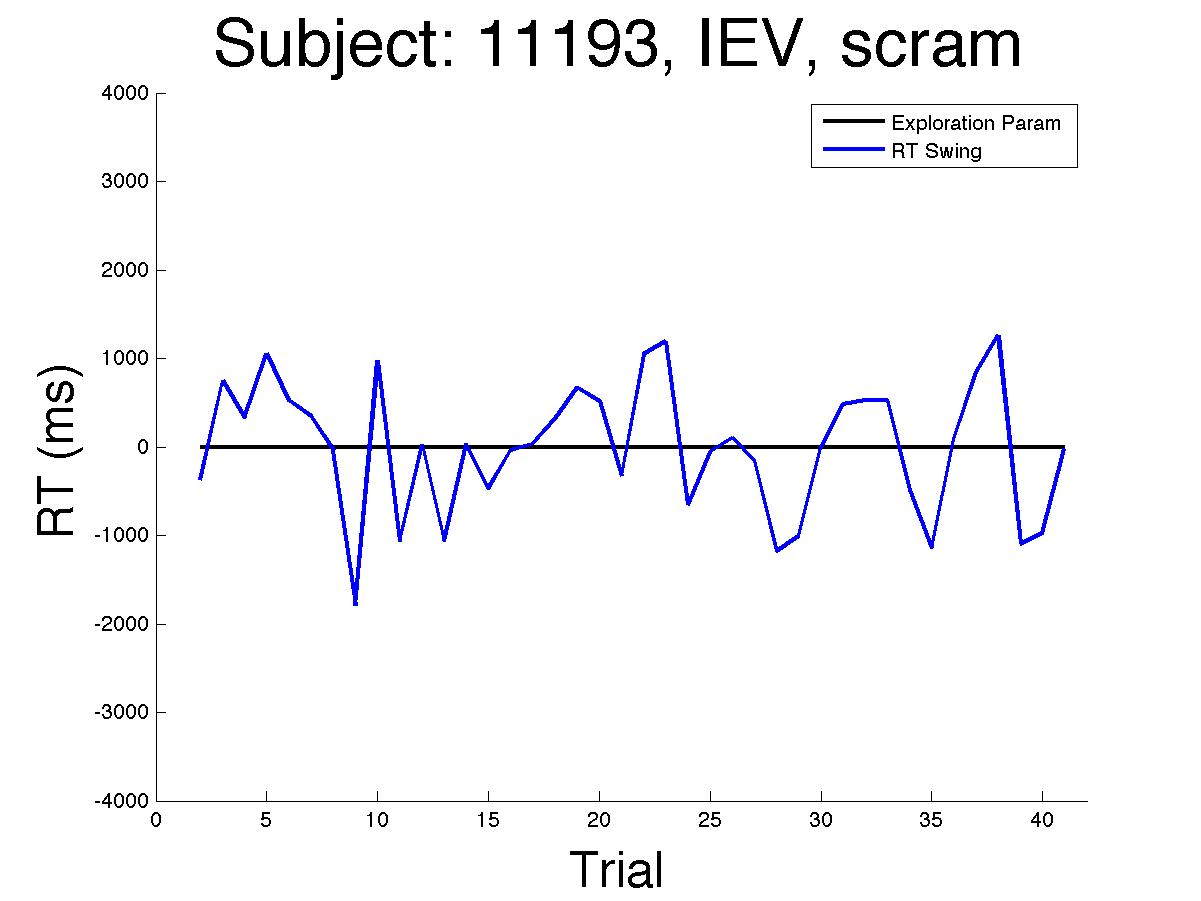 Subject: 11193, IEV, scram
4000
3000
2000
1000
0
-1000
-2000
-3000
-4000
RT (ms)
Exploration Param
RT Swing
0 5 10 15 20 25 30 35 40
Trial